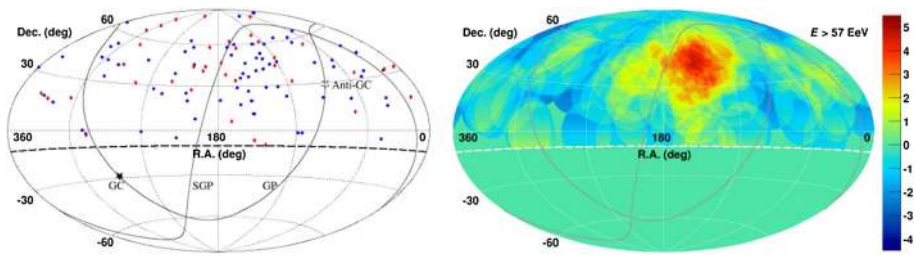 Dec. (deg)
60
30
Anti-GC
360
180
0
R.A. (deg)
GC
SGP
GP
-30
-60
Dec. (deg)
60
E > 57 EeV
30
360
180
0
R.A. (deg)
-30
-60
5
4
3
2
1
0
-1
-2
-3
-4